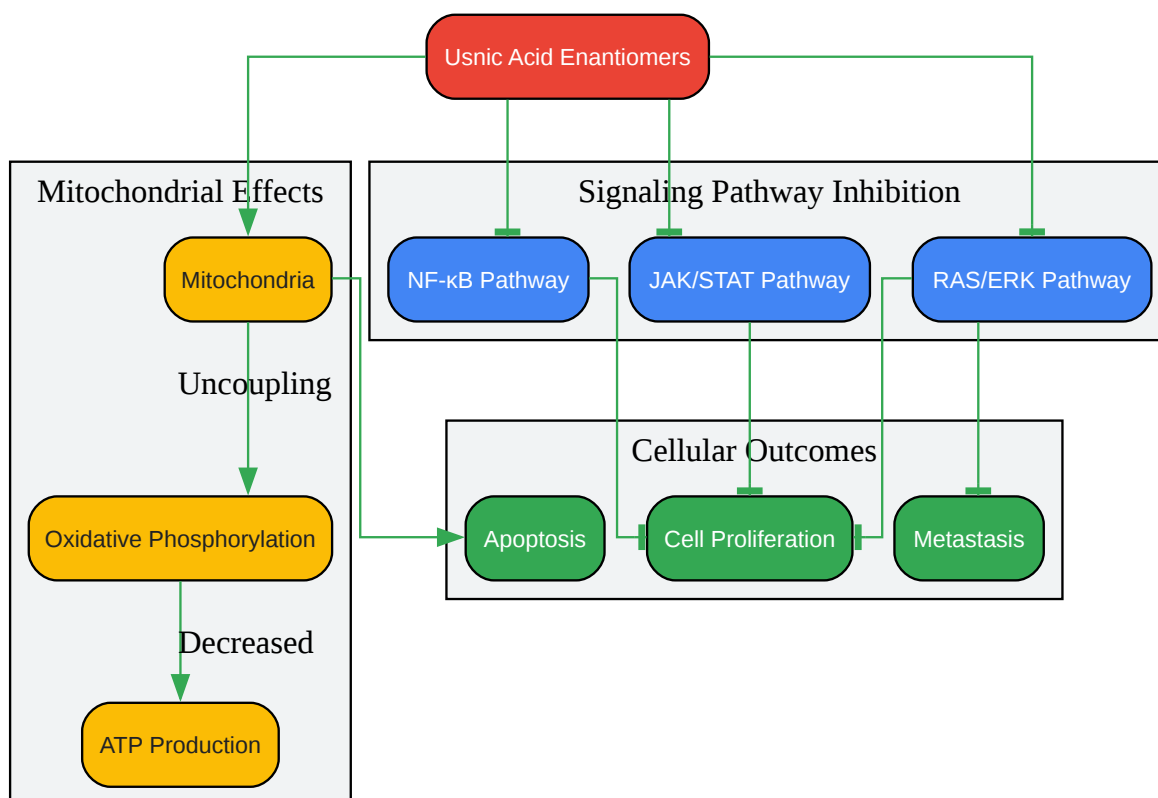 Usnic Acid Enantiomers
Mitochondrial Effects
Signaling Pathway Inhibition
Mitochondria
NF-κB Pathway
JAK/STAT Pathway
RAS/ERK Pathway
Uncoupling
Cellular Outcomes
Oxidative Phosphorylation
Apoptosis
Cell Proliferation
Metastasis
Decreased
ATP Production